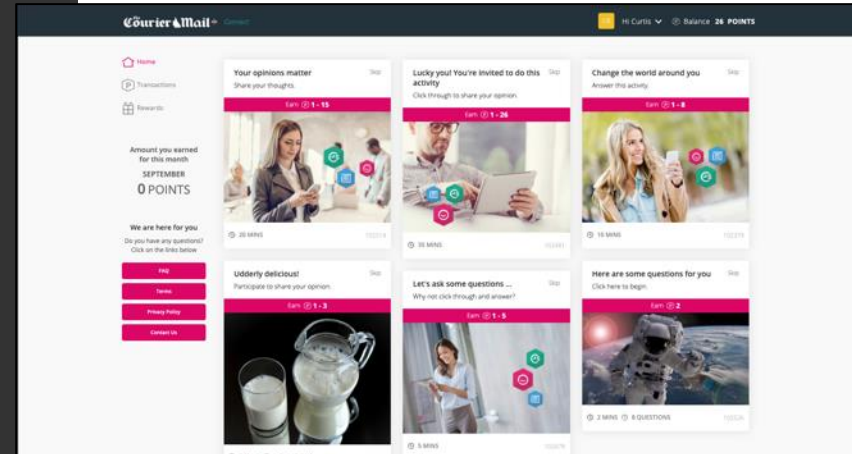 The Courier Mail+ Connect
Hi Curtis
Balance 26 POINTS
Home
Transactions
Rewards
Amount you earned
for this month
SEPTEMBER
0 POINTS
We are here for you
Do you have any questions?
Click on the links below
FAQ
Terms
Privacy Policy
Contact Us
Your opinions matter
Skip
Share your thoughts.
Earn P 1 - 15
20 MINS
Lucky you! You're invited to do this
activity
Skip
Click through to share your opinion.
Earn P 1 - 26
30 MINS
Change the world around you
Skip
Answer this activity.
Earn P 1 - 8
10 MINS
Udderly delicious!
Skip
Participate to share your opinion.
Earn P 1 - 3
Let's ask some questions ...
Skip
Why not click through and answer?
Earn P 1 - 5
5 MINS
Here are some questions for you
Skip
Click here to begin.
Earn P 2
2 MINS 8 QUESTIONS